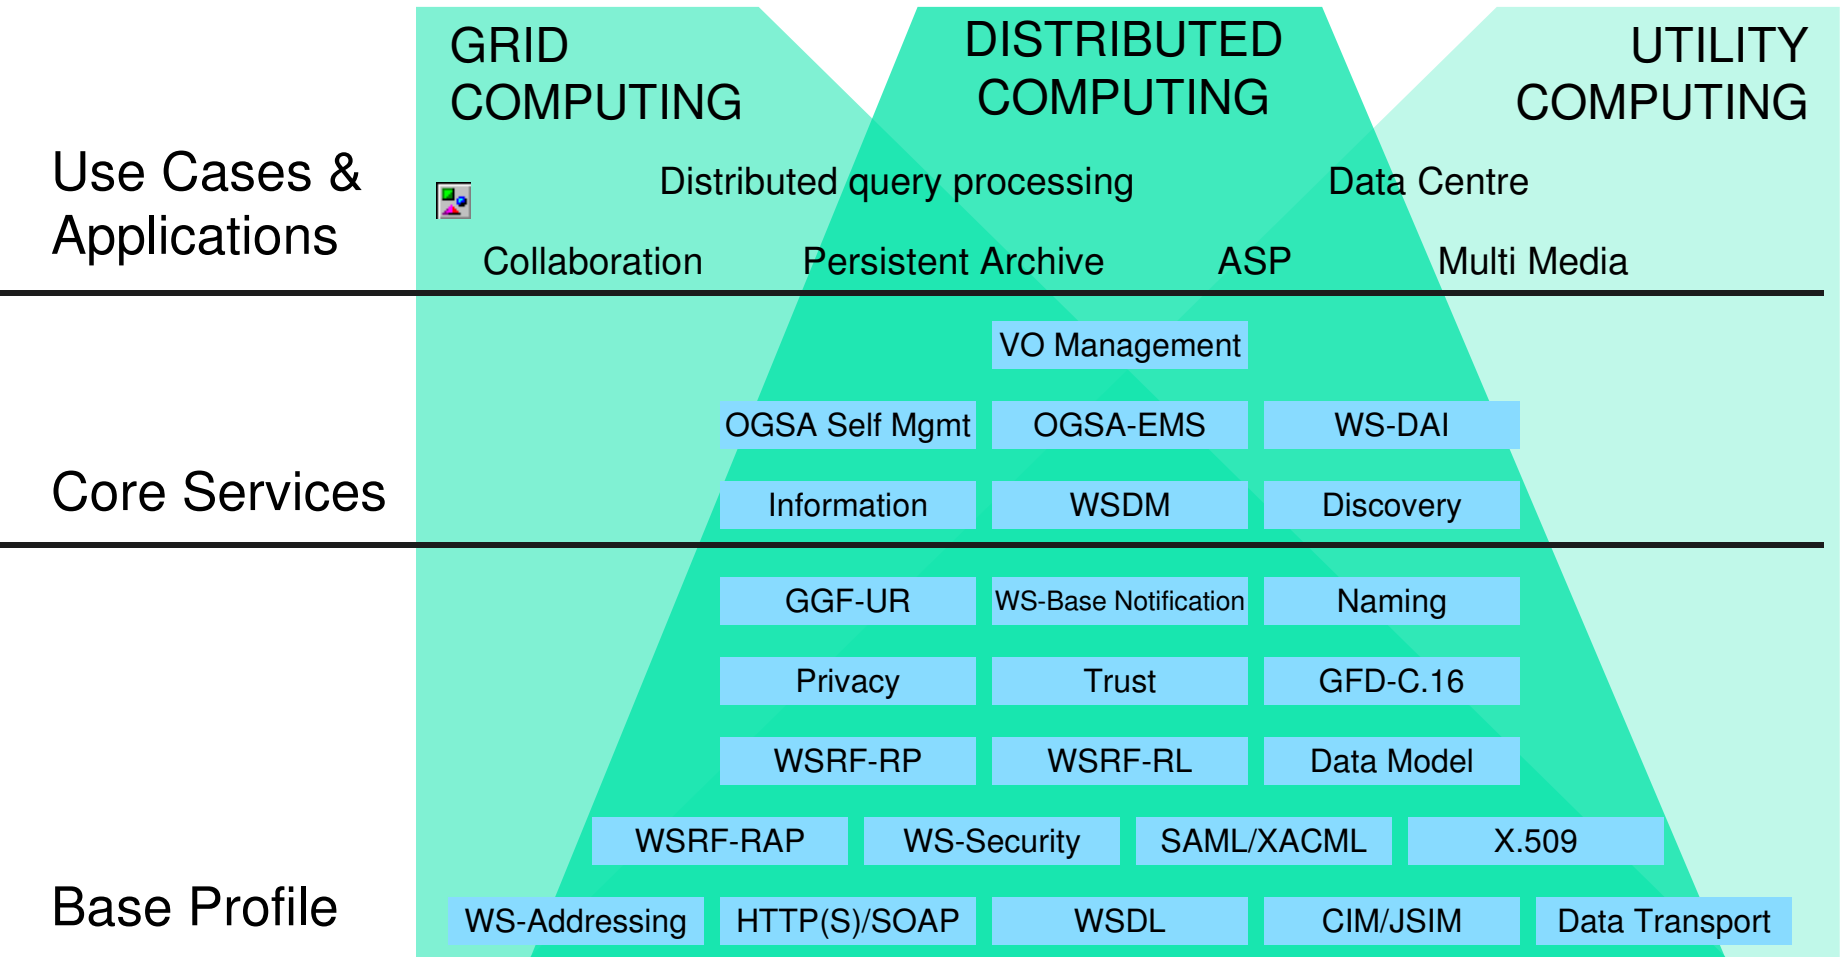 GRID
COMPUTING
DISTRIBUTED
COMPUTING
UTILITY
COMPUTING
Use Cases &
Applications
Distributed query processing
Data Centre
Collaboration
Persistent Archive
ASP
Multi Media
Core Services
VO Management
OGSA Self Mgmt
OGSA-EMS
WS-DAI
Information
WSDM
Discovery
Base Profile
GGF-UR
WS-Base Notification
Naming
Privacy
Trust
GFD-C.16
WSRF-RP
WSRF-RL
Data Model
WSRF-RAP
WS-Security
SAML/XACML
X.509
WS-Addressing
HTTP(S)/SOAP
WSDL
CIM/JSIM
Data Transport